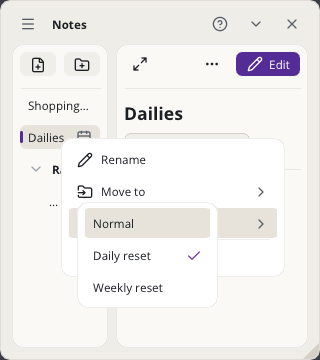 Notes
Edit
Shopping...
Dailies
Dailies
...
Rename
Move to
Normal
Daily reset
Weekly reset